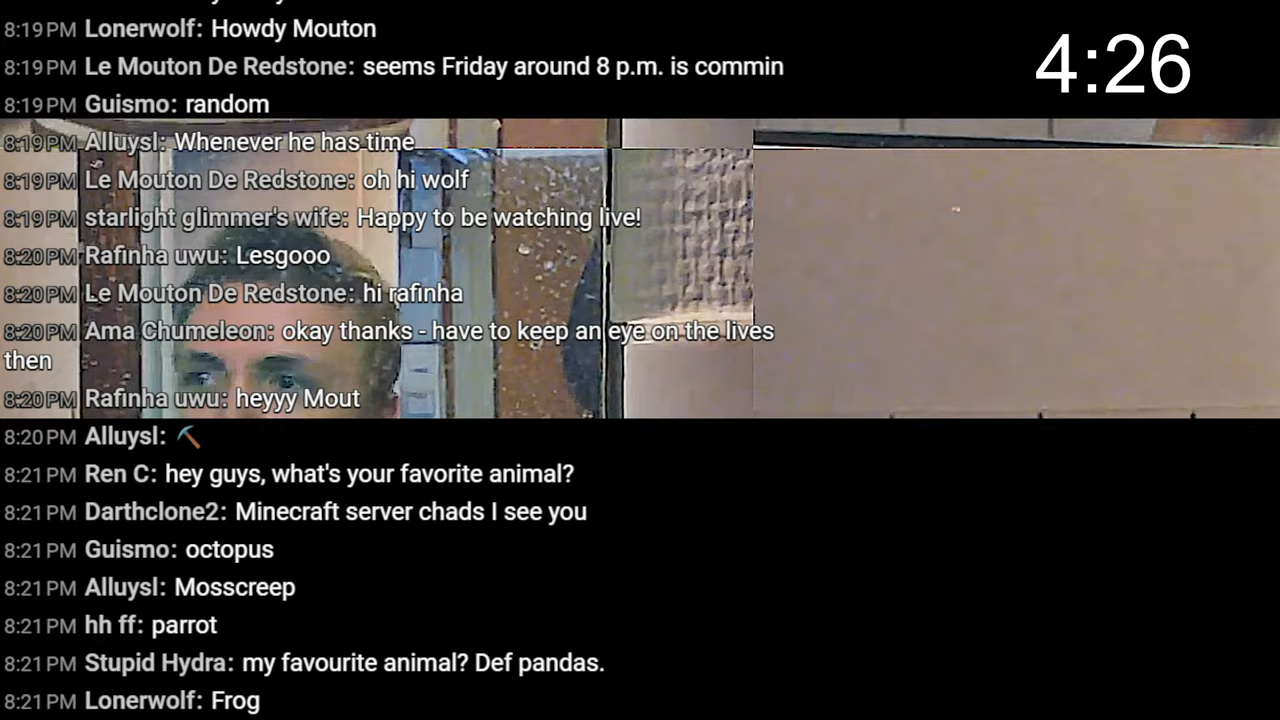 8:19 PM Lonerwolf: Howdy Mouton
4:26
8:19 PM Le Mouton De Redstone: seems Friday around 8 p.m. is commin
8:19 PM Guismo: random
8:19 PM Alluysl: Whenever he has time
8:19 PM Le Mouton De Redstone: oh hi wolf
8:19 PM starlight glimmer's wife: Happy to be watching live!
8:20 PM Rafinha uwu: Lesgooo
8:20 PM Le Mouton De Redstone: hi rafinha
8:20 PM Ama Chumeleon: okay thanks - have to keep an eye on the lives
then
8:20 PM Rafinha uwu: heyyy Mout
8:20 PM Alluysl: ⛏
8:21 PM Ren C: hey guys, what's your favorite animal?
8:21 PM Darthclone2: Minecraft server chads I see you
8:21 PM Guismo: octopus
8:21 PM Alluysl: Mosscreep
8:21 PM hh ff: parrot
8:21 PM Stupid Hydra: my favourite animal? Def pandas.
8:21 PM Lonerwolf: Frog